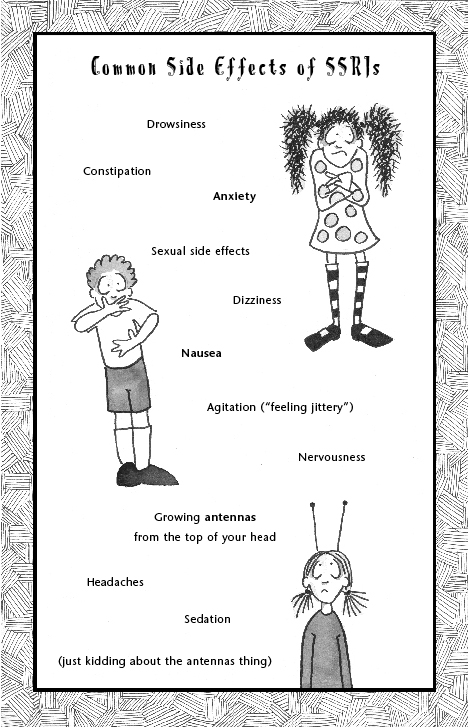 Common Side Effects of SSRIs
Drowsiness
Constipation
Anxiety
Sexual side effects
Dizziness
Nausea
Agitation (“feeling jittery”)
Nervousness
Growing antennas
from the top of your head
Headaches
Sedation
(just kidding about the antennas thing)